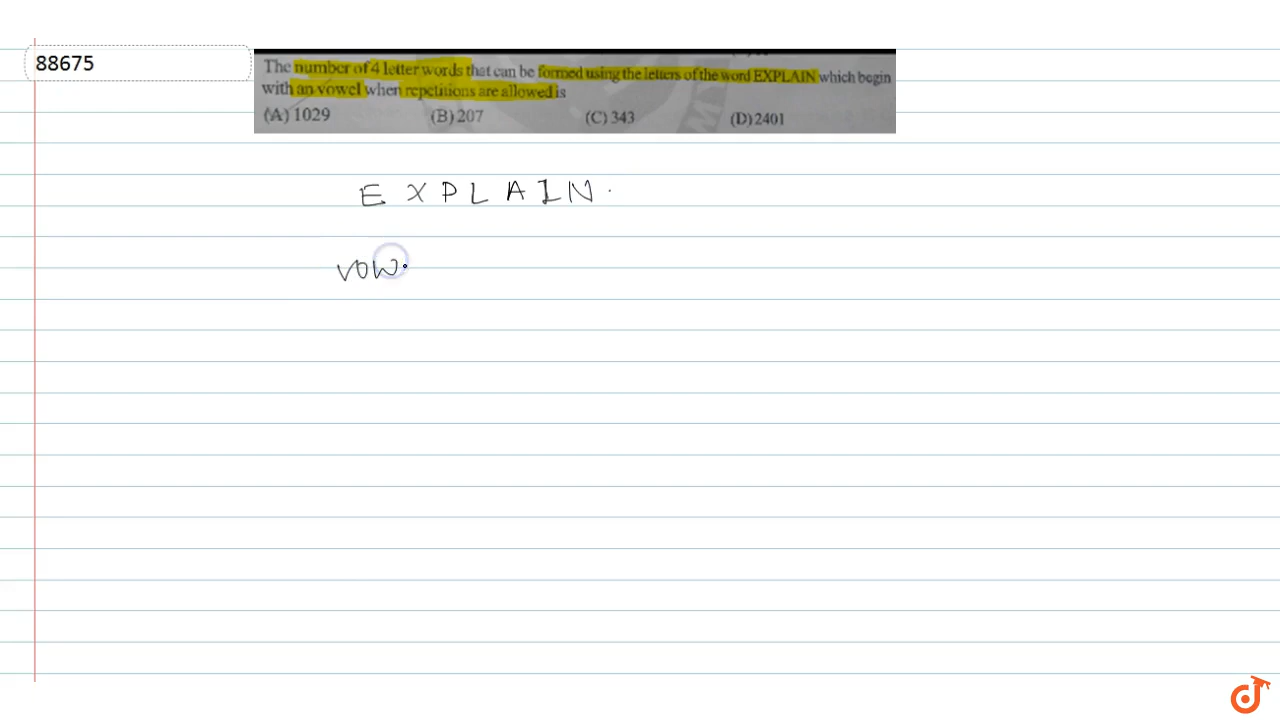 88675
The number of 4 letter words that can be formed using the letters of the word EXPLAIN which begin
with an vowel when repetitions are allowed is
(A) 1029 (B) 207 (C) 343 (D) 2401
E X P L A I N .
vow